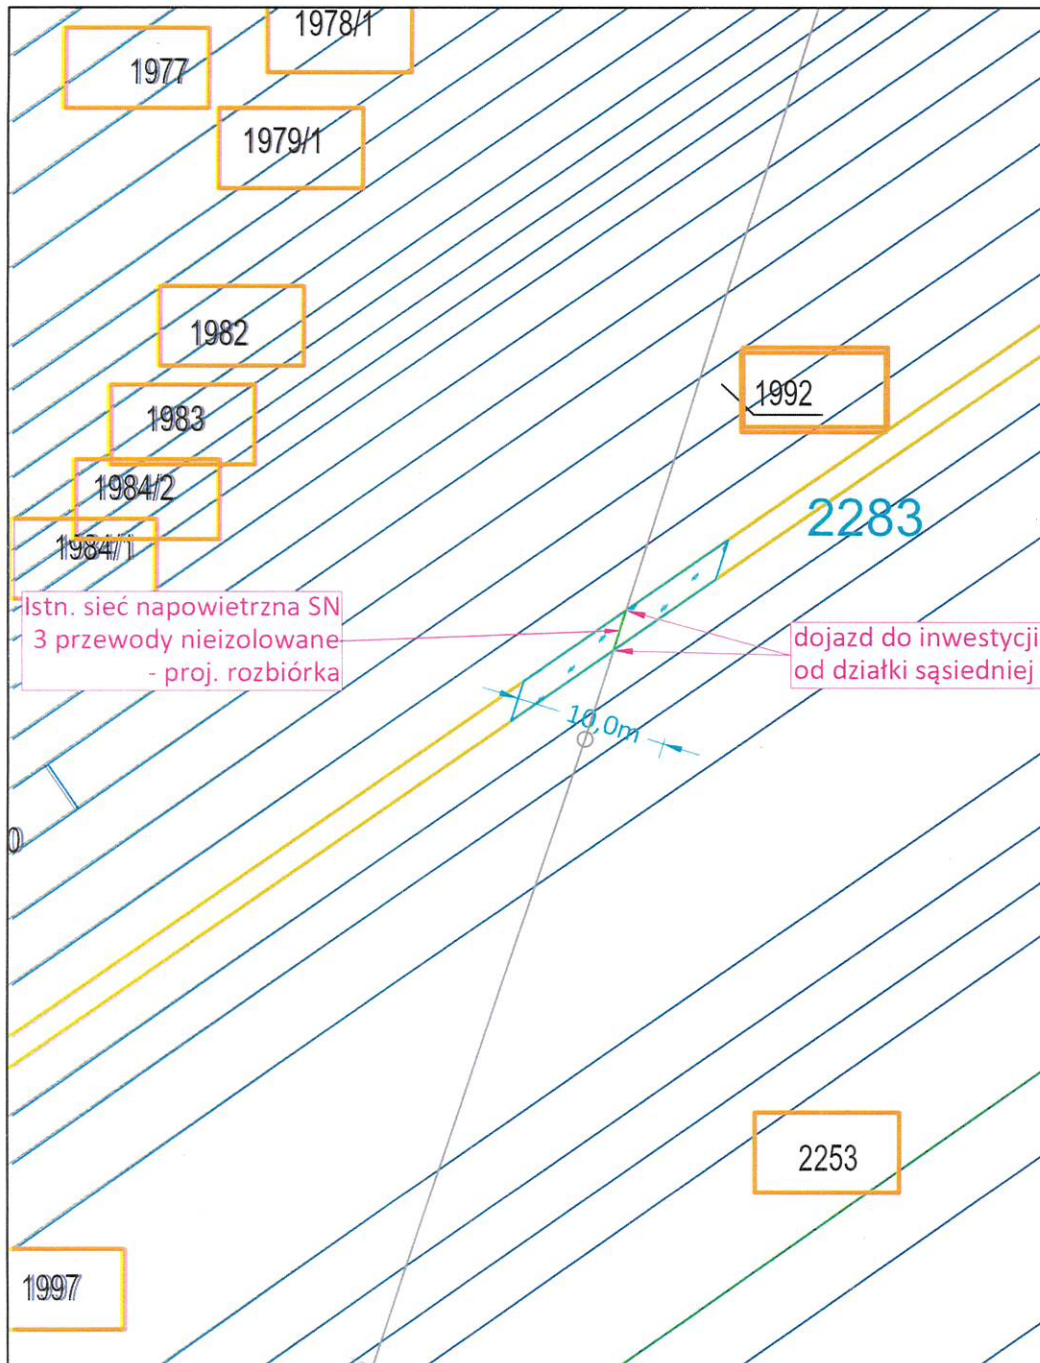 1978/1
1977
1979/1
1982
1992
1983
1984/2
2283
1984/1
Istn. sieć napowietrzna SN
3 przewody nieizolowane
- proj. rozbiórka
dojazd do inwestycji
od działki sąsiedniej
10,0m
0
2253
1997